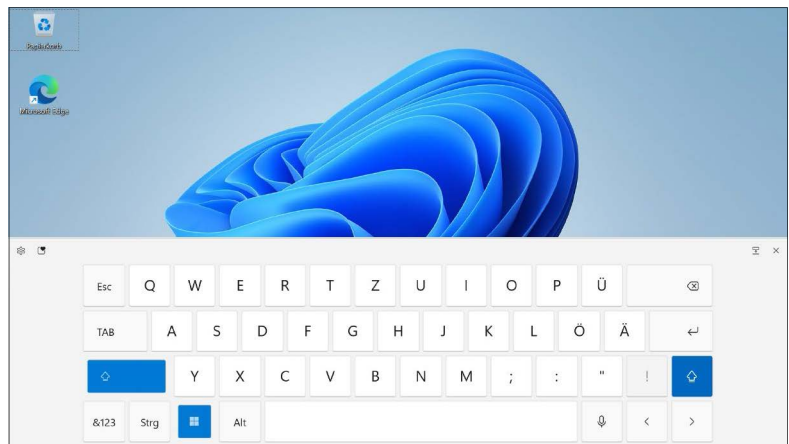 Papierkorb
Microsoft Edge
Esc Q W E R T Z U I O P Ü
TAB A S D F G H J K L Ö Ä
Y X C V B N M ; : " !
&123 Strg Alt < >